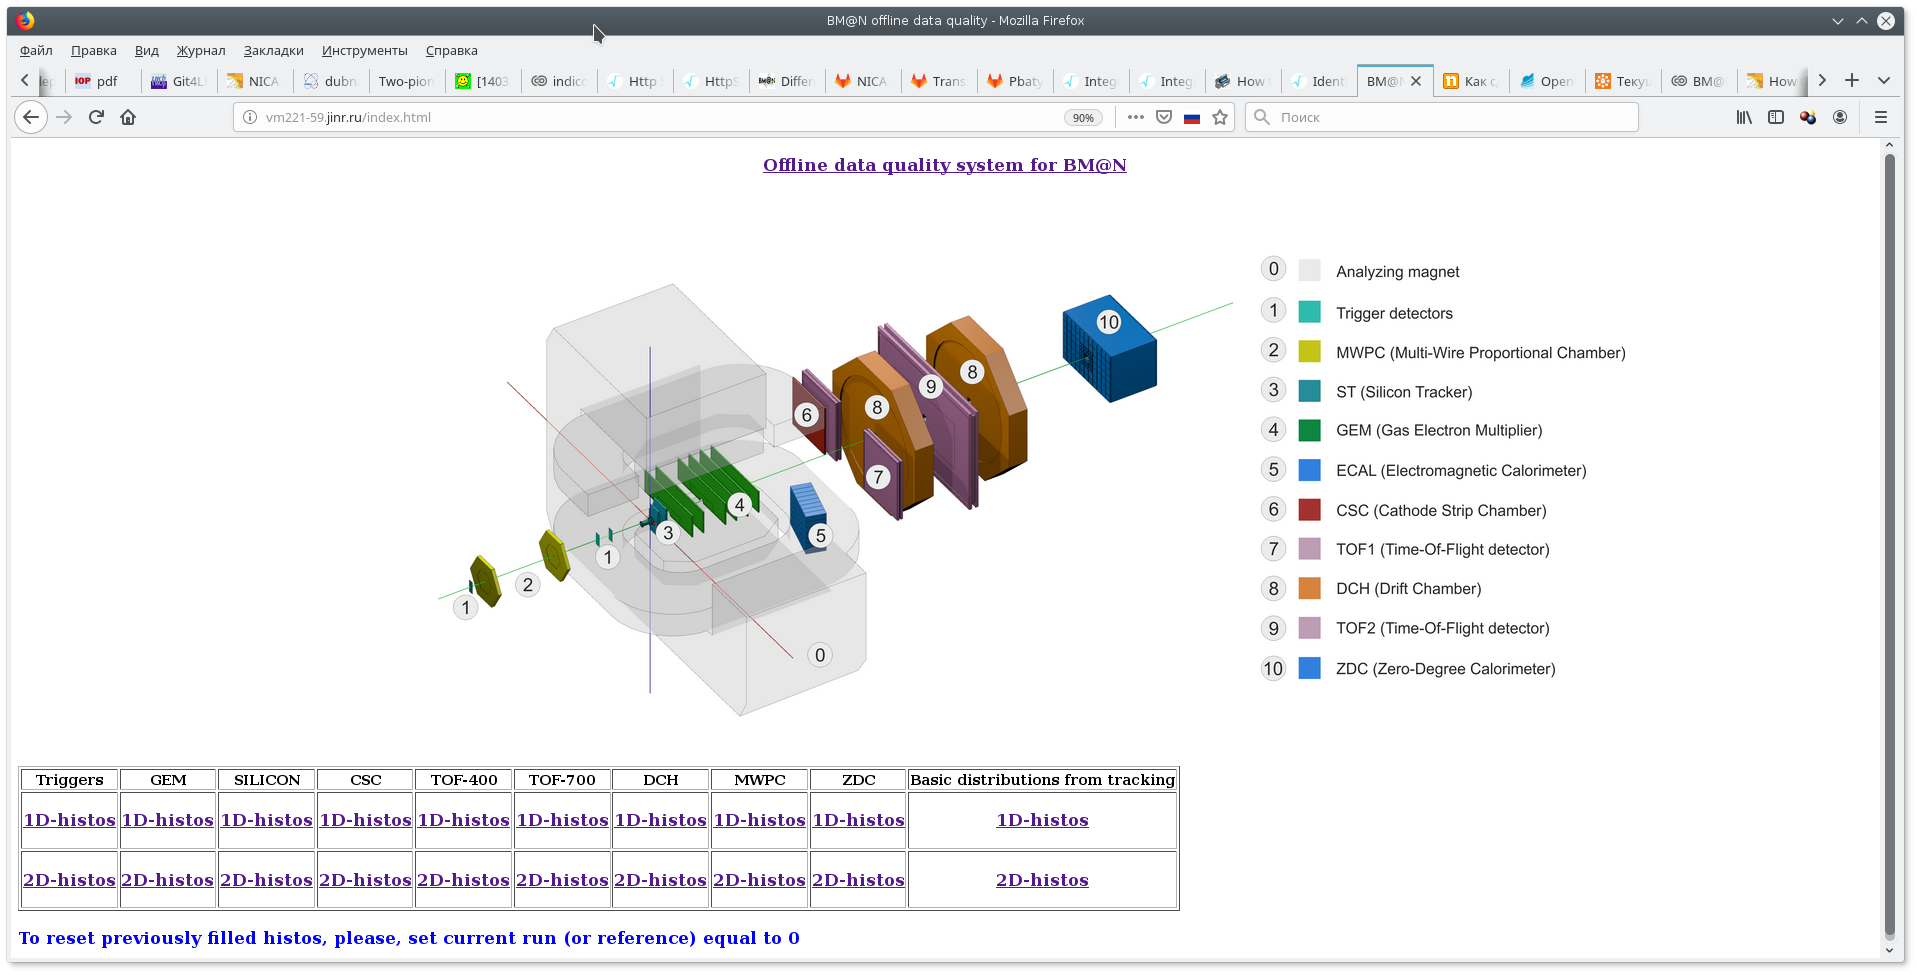 BM@N offline data quality - Mozilla Firefox
Файл Правка Вид Журнал Закладки Инструменты Справка
IOP pdf Git4L NICA dubn Two-pion [1403 indic Http Http Differ NICA Trans Pbat Integ Integ How Ident BM@ Как Open Теку BM@ How
vm221-59.jinr.ru/index.html 90% Поиск
Offline data quality system for BM@N
0 Analyzing magnet
1 Trigger detectors
2 MWPC (Multi-Wire Proportional Chamber)
3 ST (Silicon Tracker)
4 GEM (Gas Electron Multiplier)
5 ECAL (Electromagnetic Calorimeter)
6 CSC (Cathode Strip Chamber)
7 TOF1 (Time-Of-Flight detector)
8 DCH (Drift Chamber)
9 TOF2 (Time-Of-Flight detector)
10 ZDC (Zero-Degree Calorimeter)
10
8
9
8
6
7
4
3
5
1
2
1
0
Triggers GEM SILICON CSC TOF-400 TOF-700 DCH MWPC ZDC Basic distributions from tracking
1D-histos 1D-histos 1D-histos 1D-histos 1D-histos 1D-histos 1D-histos 1D-histos 1D-histos 1D-histos
2D-histos 2D-histos 2D-histos 2D-histos 2D-histos 2D-histos 2D-histos 2D-histos 2D-histos 2D-histos
To reset previously filled histos, please, set current run (or reference) equal to 0